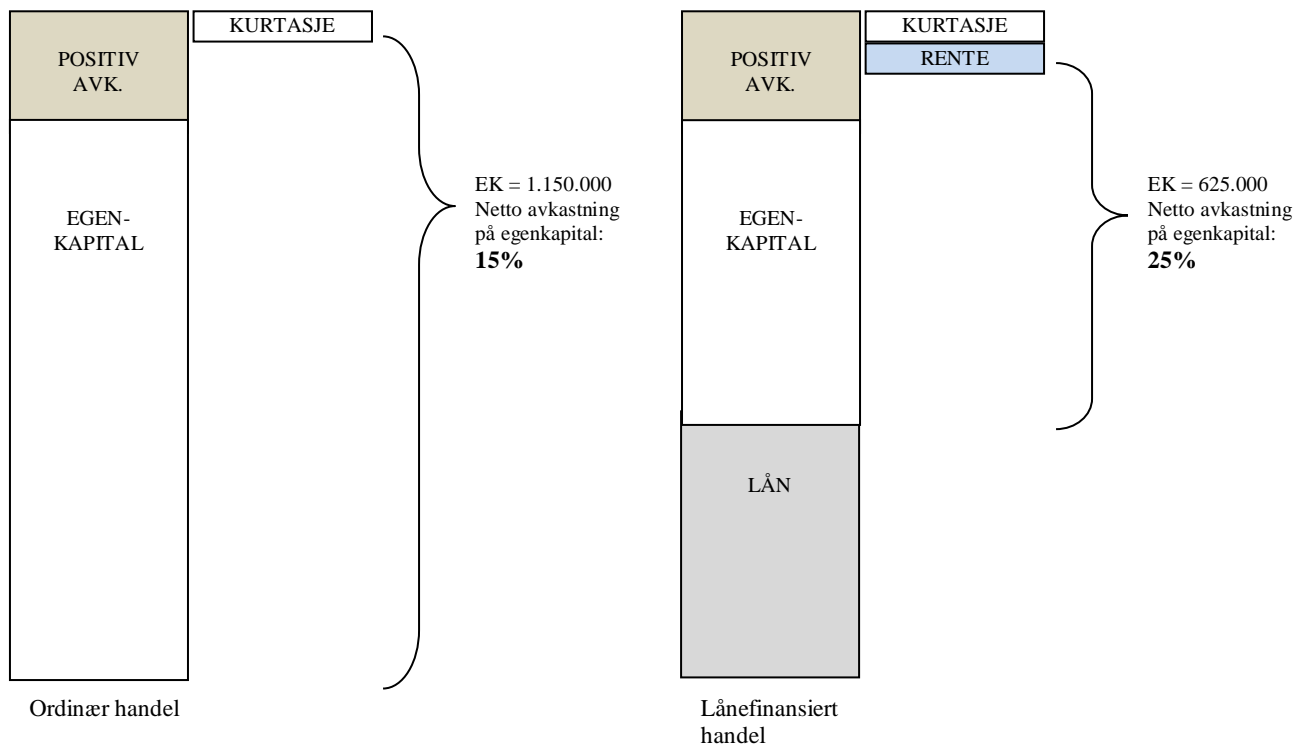 KURTASJE
POSITIV
AVK.
EGEN-
KAPITAL
EK = 1.150.000
Netto avkastning
på egenkapital:
15%
Ordinær handel
KURTASJE
RENTE
POSITIV
AVK.
EGEN-
KAPITAL
EK = 625.000
Netto avkastning
på egenkapital:
25%
LÅN
Lånefinansiert
handel